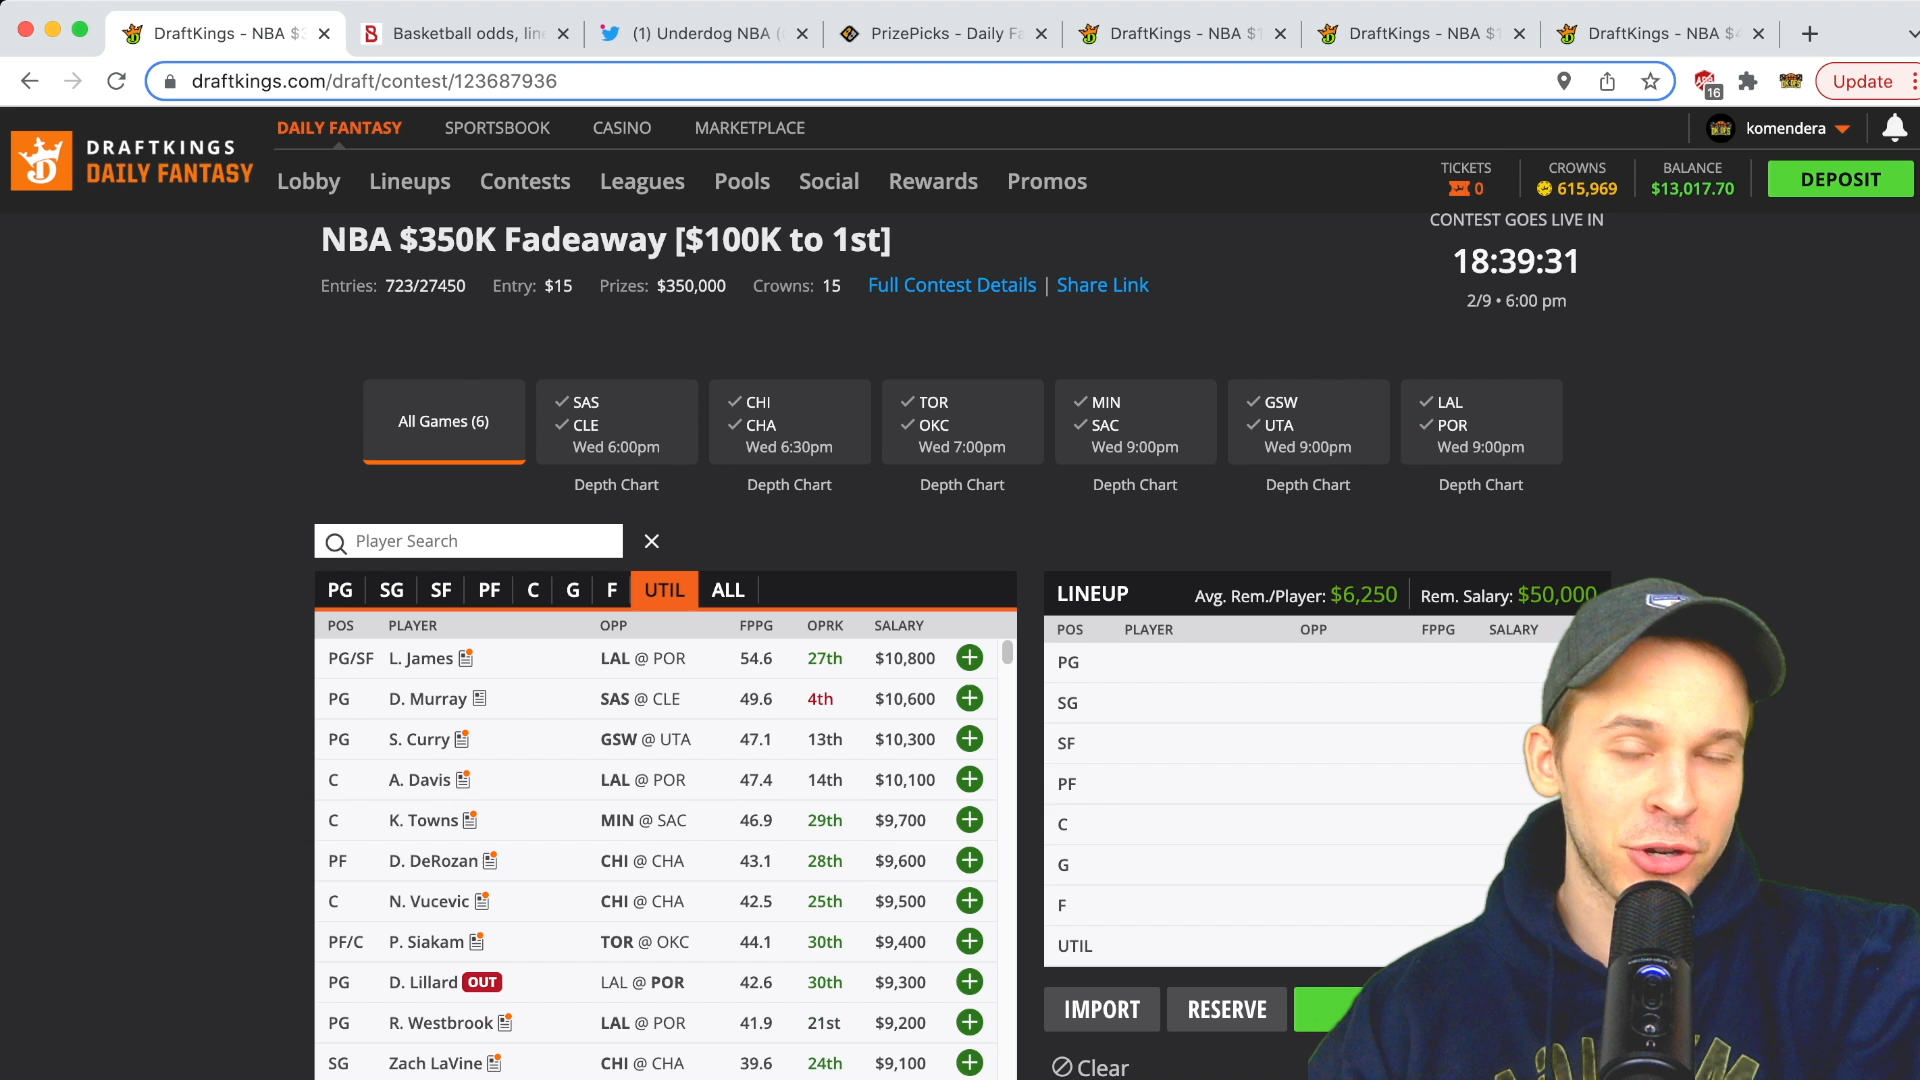 DraftKings - NBA $3
Basketball odds, line
(1) Underdog NBA (
PrizePicks - Daily Fa
DraftKings - NBA $1
DraftKings - NBA $1
DraftKings - NBA $4
draftkings.com/draft/contest/123687936
16
Update
DRAFTKINGS
DAILY FANTASY
DAILY FANTASY SPORTSBOOK CASINO MARKETPLACE
komendera
Lobby Lineups Contests Leagues Pools Social Rewards Promos
TICKETS CROWNS BALANCE
0 615,969 $13,017.70
DEPOSIT
NBA $350K Fadeaway [$100K to 1st]
Entries: 723/27450 Entry: $15 Prizes: $350,000 Crowns: 15 Full Contest Details | Share Link
CONTEST GOES LIVE IN
18:39:31
2/9 • 6:00 pm
All Games (6)
SAS
CLE
Wed 6:00pm
CHI
CHA
Wed 6:30pm
TOR
OKC
Wed 7:00pm
MIN
SAC
Wed 9:00pm
GSW
UTA
Wed 9:00pm
LAL
POR
Wed 9:00pm
Depth Chart Depth Chart Depth Chart Depth Chart Depth Chart Depth Chart
Player Search
PG SG SF PF C G F UTIL ALL
POS PLAYER OPP FPPG OPRK SALARY
PG/SF L. James LAL @ POR 54.6 27th $10,800
PG D. Murray SAS @ CLE 49.6 4th $10,600
PG S. Curry GSW @ UTA 47.1 13th $10,300
C A. Davis LAL @ POR 47.4 14th $10,100
C K. Towns MIN @ SAC 46.9 29th $9,700
PF D. DeRozan CHI @ CHA 43.1 28th $9,600
C N. Vucevic CHI @ CHA 42.5 25th $9,500
PF/C P. Siakam TOR @ OKC 44.1 30th $9,400
PG D. Lillard OUT LAL @ POR 42.6 30th $9,300
PG R. Westbrook LAL @ POR 41.9 21st $9,200
SG Zach LaVine CHI @ CHA 39.6 24th $9,100
LINEUP Avg. Rem./Player: $6,250 Rem. Salary: $50,000
POS PLAYER OPP FPPG SALARY
PG
SG
SF
PF
C
G
F
UTIL
IMPORT RESERVE
Clear